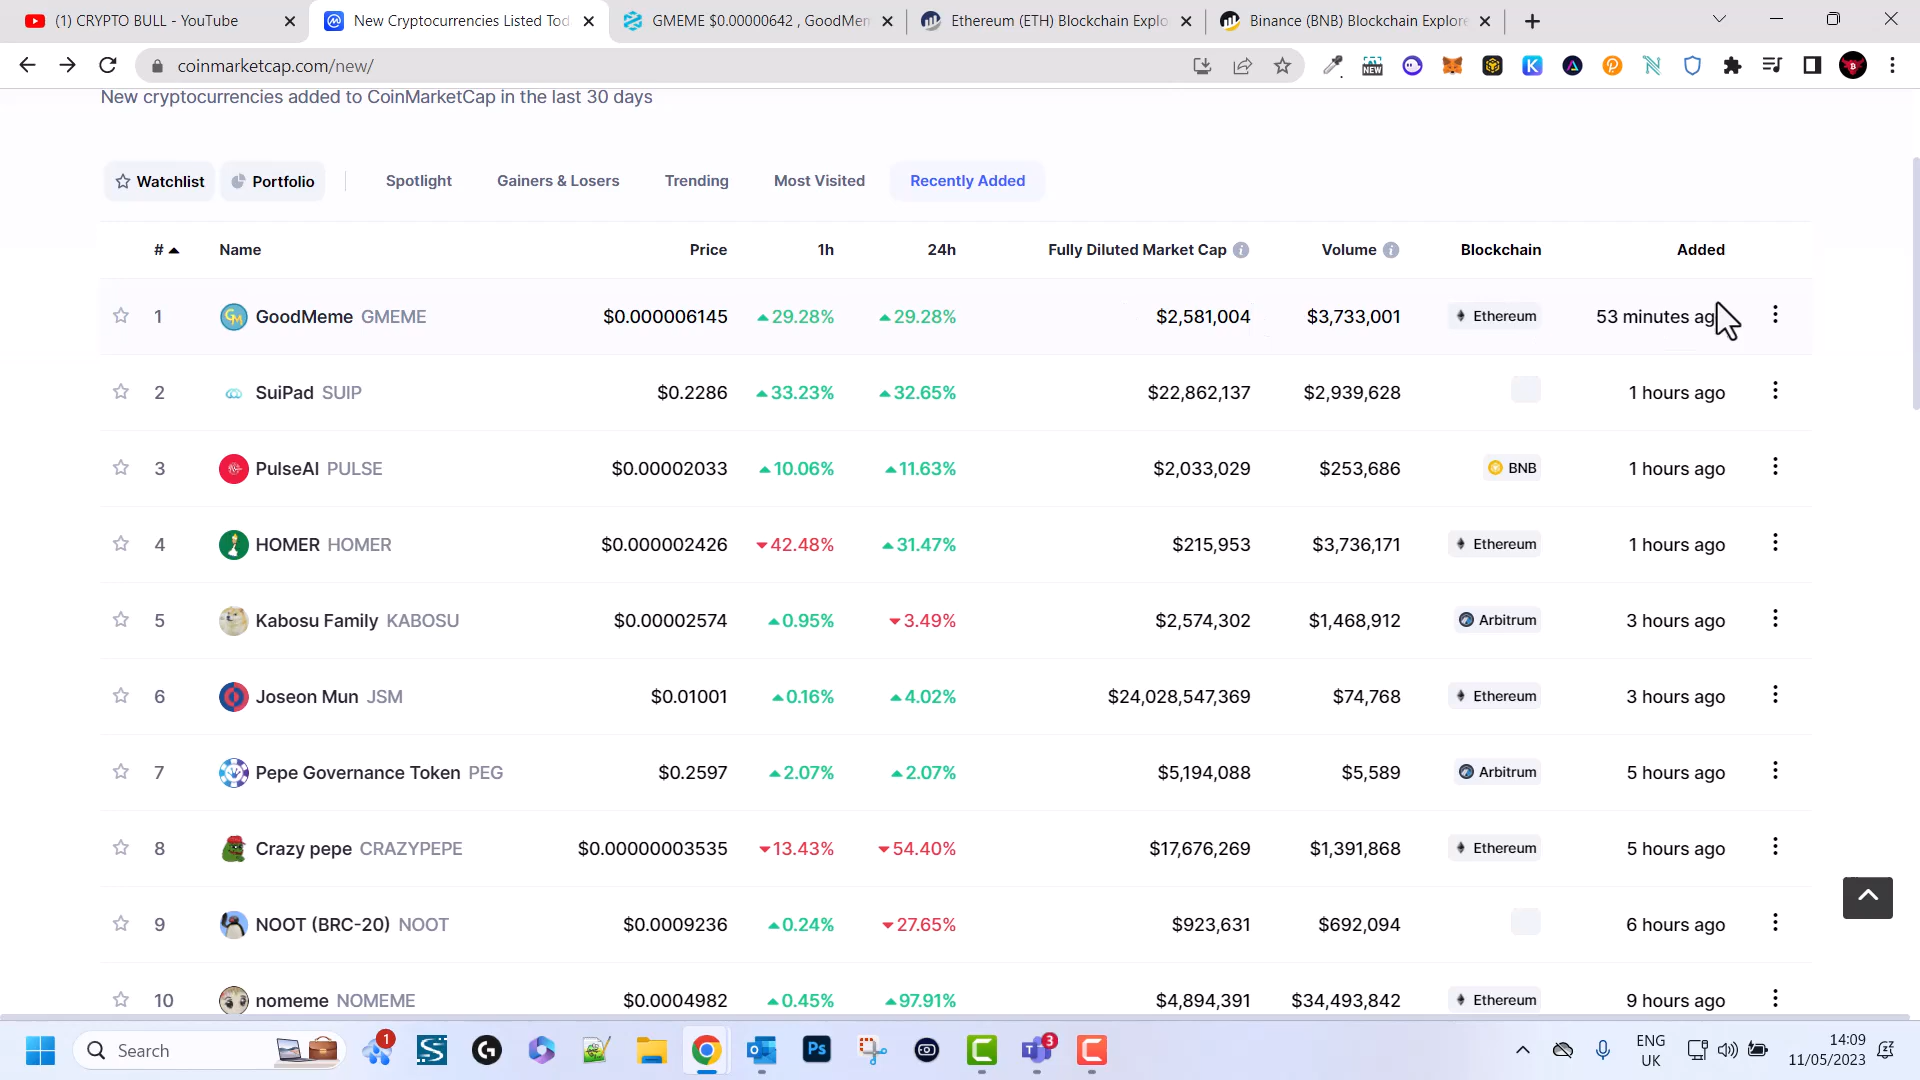 (1) CRYPTO BULL - YouTube
New Cryptocurrencies Listed Tod
GMEME $0.00000642 , GoodMem
Ethereum (ETH) Blockchain Explo
Binance (BNB) Blockchain Explore
coinmarketcap.com/new/
New cryptocurrencies added to CoinMarketCap in the last 30 days
Watchlist Portfolio Spotlight Gainers & Losers Trending Most Visited Recently Added
# Name Price 1h 24h Fully Diluted Market Cap Volume Blockchain Added
1 GoodMeme GMEME $0.000006145 29.28% 29.28% $2,581,004 $3,733,001 Ethereum 53 minutes ag
2 SuiPad SUIP $0.2286 33.23% 32.65% $22,862,137 $2,939,628 1 hours ago
3 PulseAI PULSE $0.00002033 10.06% 11.63% $2,033,029 $253,686 BNB 1 hours ago
4 HOMER HOMER $0.000002426 42.48% 31.47% $215,953 $3,736,171 Ethereum 1 hours ago
5 Kabosu Family KABOSU $0.00002574 0.95% 3.49% $2,574,302 $1,468,912 Arbitrum 3 hours ago
6 Joseon Mun JSM $0.01001 0.16% 4.02% $24,028,547,369 $74,768 Ethereum 3 hours ago
7 Pepe Governance Token PEG $0.2597 2.07% 2.07% $5,194,088 $5,589 Arbitrum 5 hours ago
8 Crazy pepe CRAZYPEPE $0.00000003535 13.43% 54.40% $17,676,269 $1,391,868 Ethereum 5 hours ago
9 NOOT (BRC-20) NOOT $0.0009236 0.24% 27.65% $923,631 $692,094 6 hours ago
10 nomeme NOMEME $0.0004982 0.45% 97.91% $4,894,391 $34,493,842 Ethereum 9 hours ago
Search
1
Ps
3
ENG
UK
14:09
11/05/2023